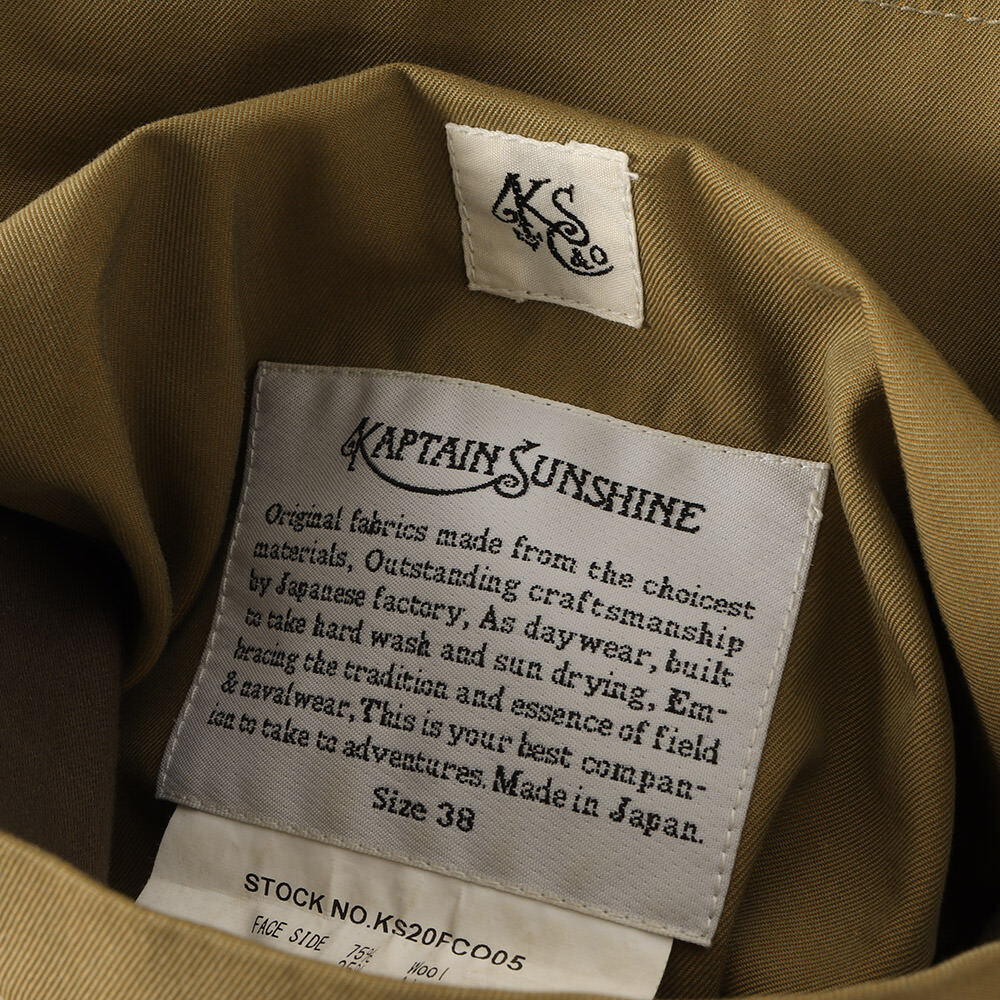 KS
&Co
KAPTAIN SUNSHINE
Original fabrics made from the choicest
materials, Outstanding craftsmanship
by Japanese factory, As daywear, built
to take hard wash and sun drying, Em-
bracing the tradition and essence of field
& navalwear, This is your best compan-
ion to take to adventures. Made in Japan.
Size 38
STOCK NO.KS20FCO05
FACE SIDE 75% Wool